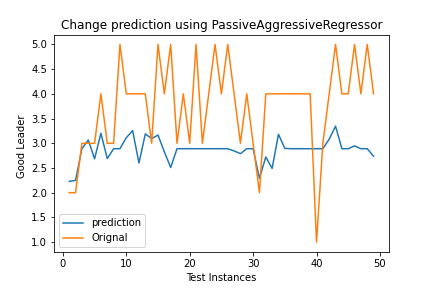 Change prediction using PassiveAggressiveRegressor
Good Leader
5.0
4.5
4.0
3.5
3.0
2.5
2.0
1.5
1.0
prediction
Orignal
0 10 20 30 40 50
Test Instances